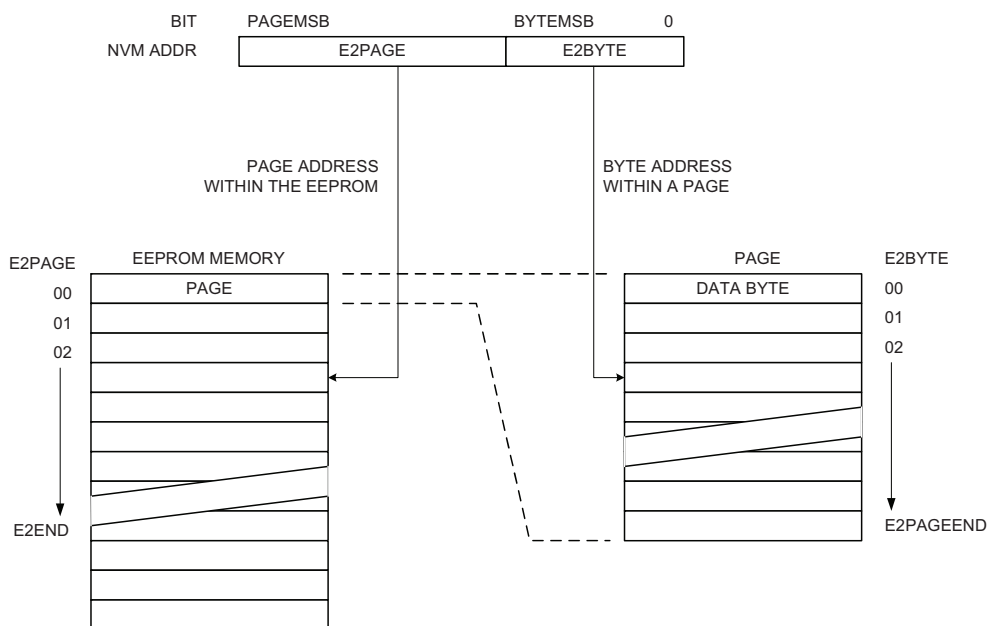 BIT PAGEMSB BYTEMSB 0
NVM ADDR E2PAGE E2BYTE
PAGE ADDRESS
WITHIN THE EEPROM
BYTE ADDRESS
WITHIN A PAGE
E2PAGE EEPROM MEMORY
PAGE
00
01
02
E2END
PAGE E2BYTE
DATA BYTE
00
01
02
E2PAGEEND